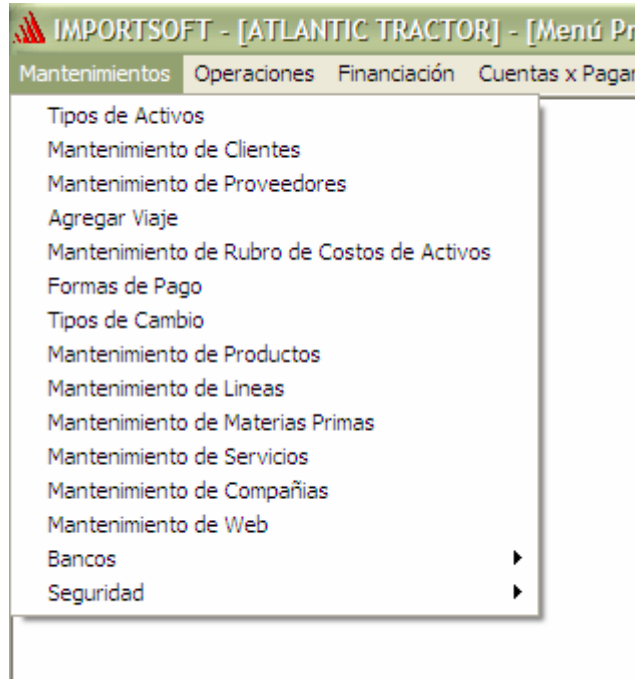 IMPORTSOFT - [ATLANTIC TRACTOR] - [Menú Pr
Mantenimientos Operaciones Financiación Cuentas x Pagar
Tipos de Activos
Mantenimiento de Clientes
Mantenimiento de Proveedores
Agregar Viaje
Mantenimiento de Rubro de Costos de Activos
Formas de Pago
Tipos de Cambio
Mantenimiento de Productos
Mantenimiento de Lineas
Mantenimiento de Materias Primas
Mantenimiento de Servicios
Mantenimiento de Compañias
Mantenimiento de Web
Bancos
Seguridad